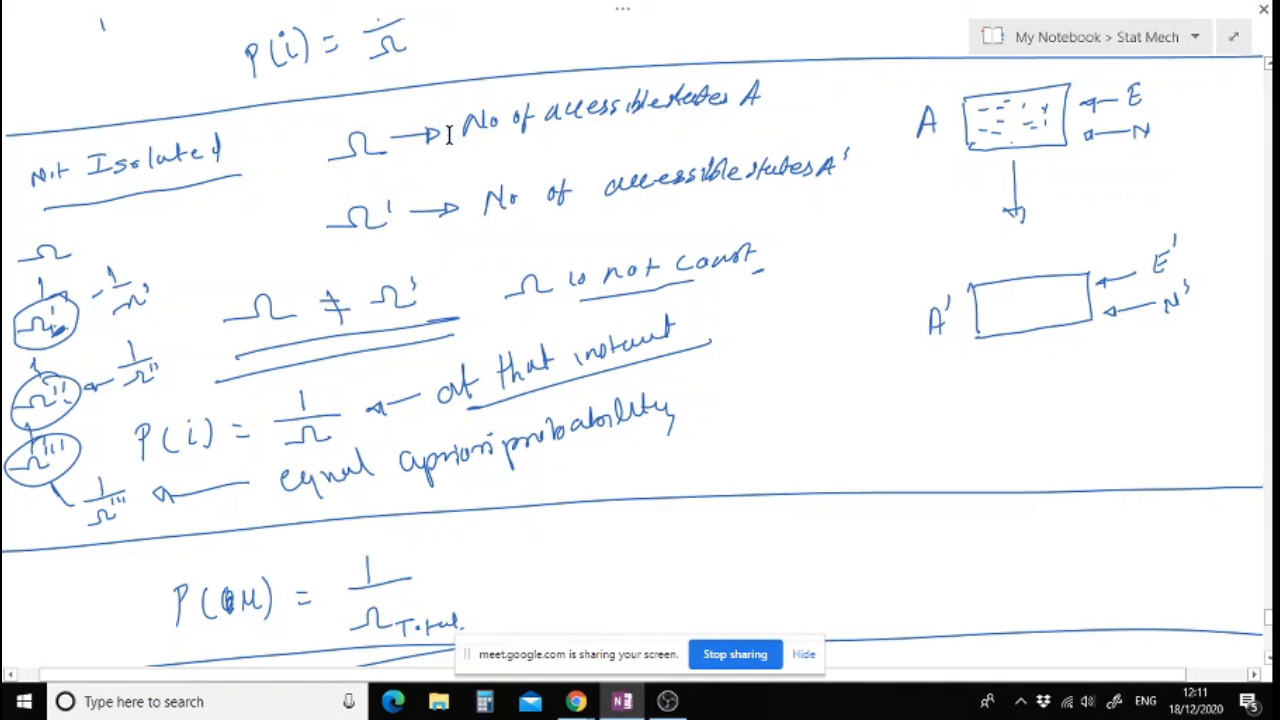 My Notebook > Stat Mech
P(i) = 1/Ω
Not Isolated
Ω → No of accessible states A
Ω' → No of accessible states A'
Ω
Ω' - 1/Ω'
Ω'' ← 1/Ω''
Ω'''
1/Ω'''
Ω ≠ Ω' Ω is not const
P(i) = 1/Ω ← at that instant
← equal apriori probability
A ← E
← N
A' ← E'
← N'
P(M) = 1/Ω Total
meet.google.com is sharing your screen. Stop sharing Hide
Type here to search
ENG
12:11
18/12/2020
5